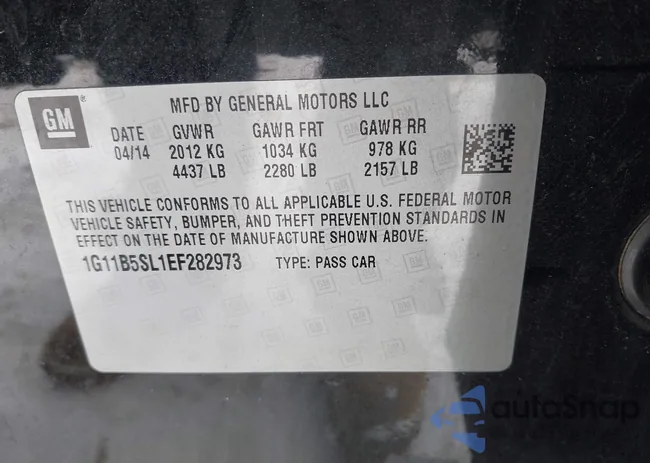 GM®
MFD BY GENERAL MOTORS LLC
DATE GVWR GAWR FRT GAWR RR
04/14 2012 KG 1034 KG 978 KG
4437 LB 2280 LB 2157 LB
THIS VEHICLE CONFORMS TO ALL APPLICABLE U.S. FEDERAL MOTOR
VEHICLE SAFETY, BUMPER, AND THEFT PREVENTION STANDARDS IN
EFFECT ON THE DATE OF MANUFACTURE SHOWN ABOVE.
1G11B5SL1EF282973 TYPE: PASS CAR
autoSnap